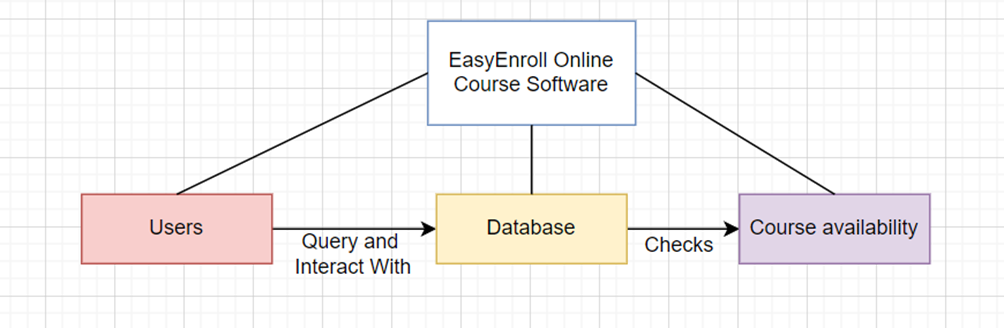 EasyEnroll Online
Course Software
Users
Query and
Interact With
Database
Checks
Course availability